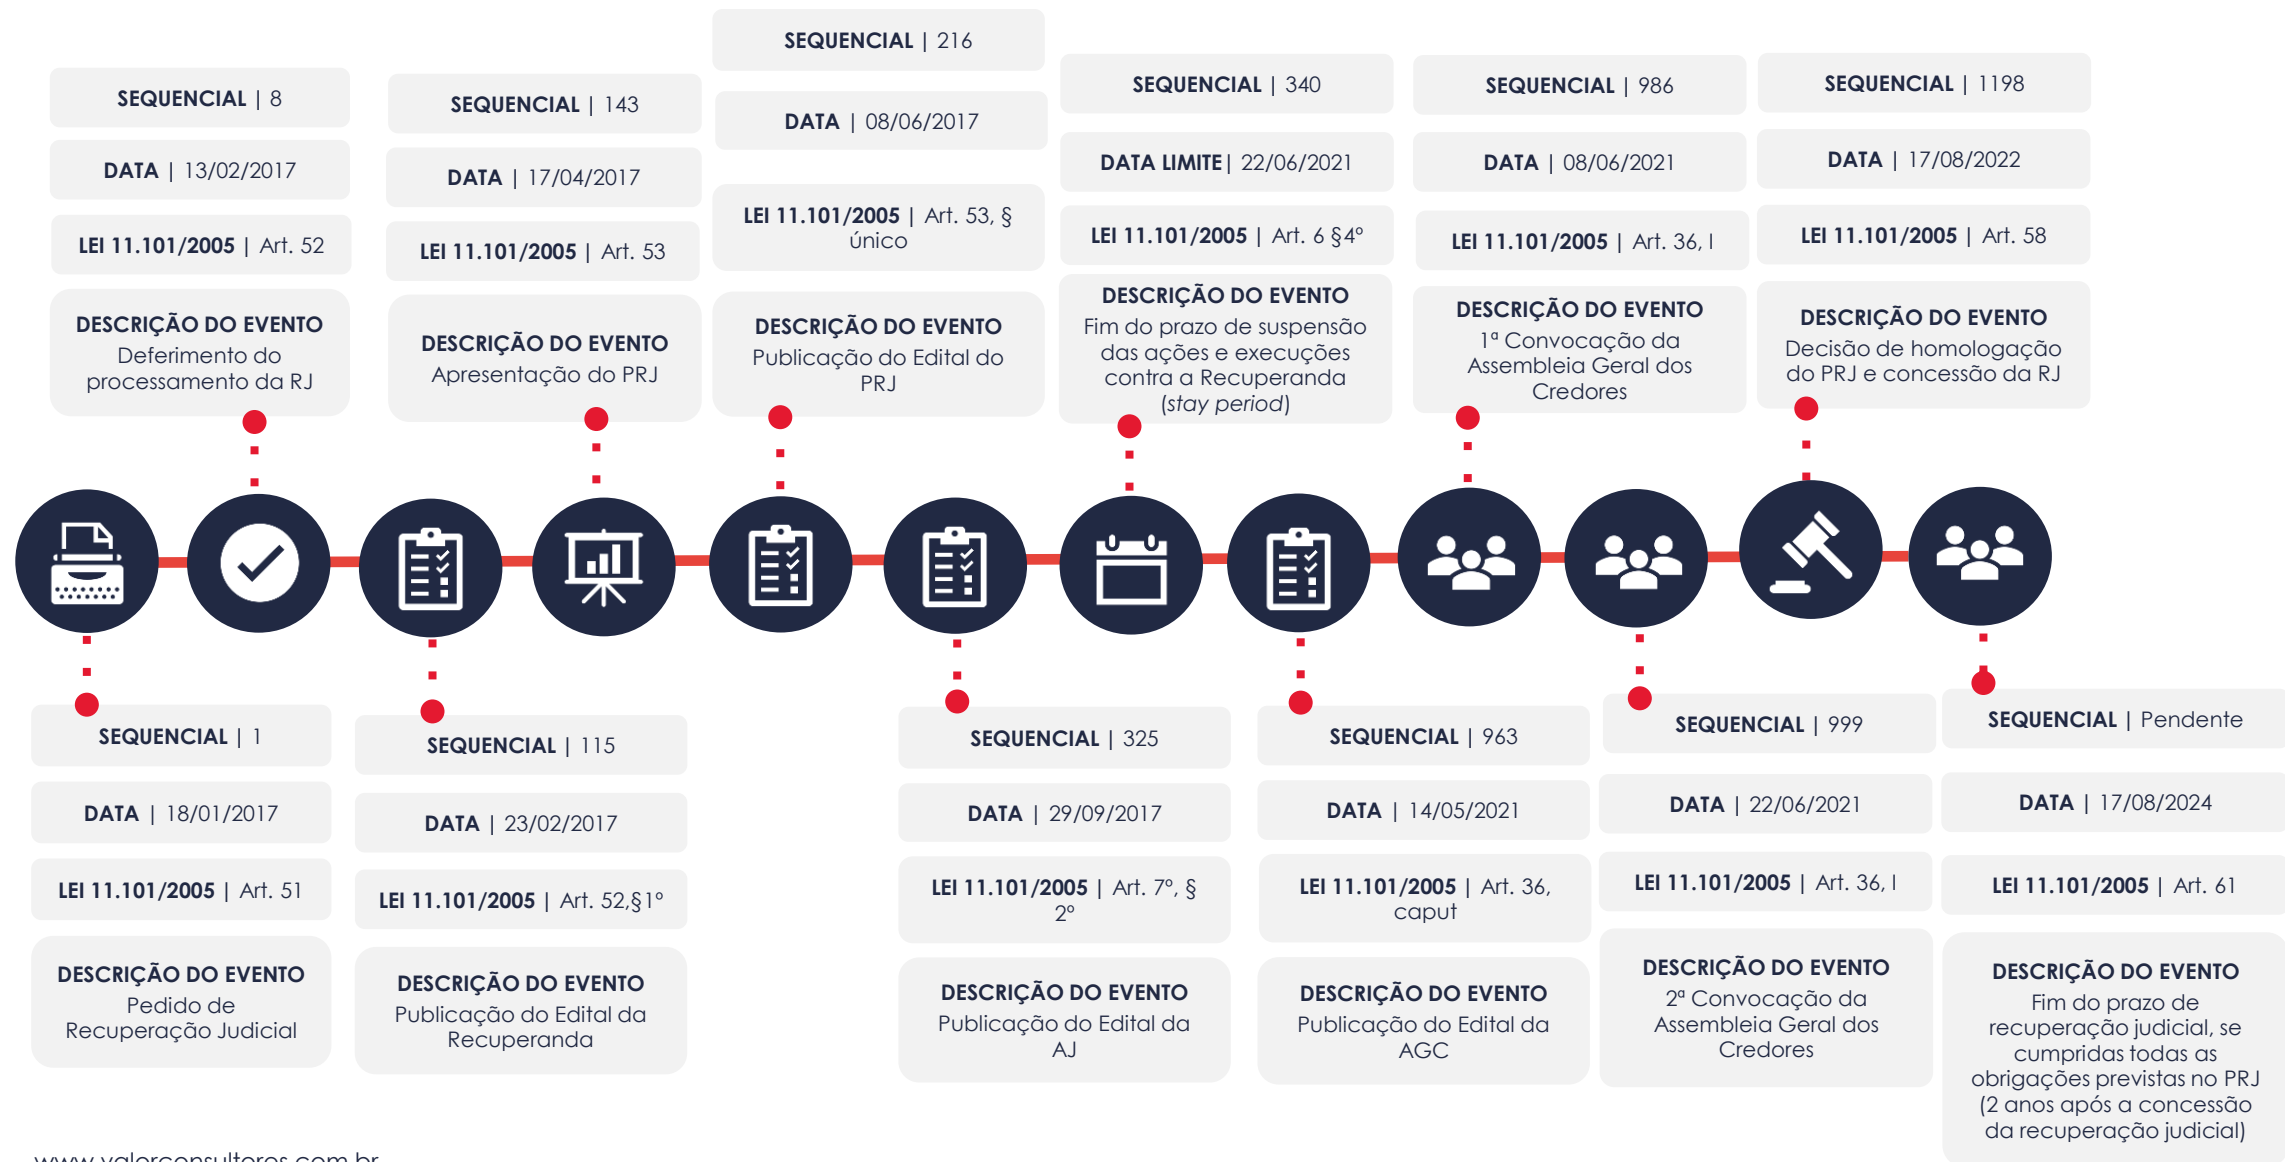 SEQUENCIAL | 8
DATA | 13/02/2017
LEI 11.101/2005 | Art. 52
DESCRIÇÃO DO EVENTO
Deferimento do
processamento da RJ
SEQUENCIAL | 143
DATA | 17/04/2017
LEI 11.101/2005 | Art. 53
DESCRIÇÃO DO EVENTO
Apresentação do PRJ
SEQUENCIAL | 216
DATA | 08/06/2017
LEI 11.101/2005 | Art. 53, §
único
DESCRIÇÃO DO EVENTO
Publicação do Edital do
PRJ
SEQUENCIAL | 340
DATA LIMITE| 22/06/2021
LEI 11.101/2005 | Art. 6 §4º
DESCRIÇÃO DO EVENTO
Fim do prazo de suspensão
das ações e execuções
contra a Recuperanda
(stay period)
SEQUENCIAL | 986
DATA | 08/06/2021
LEI 11.101/2005 | Art. 36, I
DESCRIÇÃO DO EVENTO
1ª Convocação da
Assembleia Geral dos
Credores
SEQUENCIAL | 1198
DATA | 17/08/2022
LEI 11.101/2005 | Art. 58
DESCRIÇÃO DO EVENTO
Decisão de homologação
do PRJ e concessão da RJ
SEQUENCIAL | 1
DATA | 18/01/2017
LEI 11.101/2005 | Art. 51
DESCRIÇÃO DO EVENTO
Pedido de
Recuperação Judicial
SEQUENCIAL | 115
DATA | 23/02/2017
LEI 11.101/2005 | Art. 52,§1º
DESCRIÇÃO DO EVENTO
Publicação do Edital da
Recuperanda
SEQUENCIAL | 325
DATA | 29/09/2017
LEI 11.101/2005 | Art. 7º, §
2º
DESCRIÇÃO DO EVENTO
Publicação do Edital da
AJ
SEQUENCIAL | 963
DATA | 14/05/2021
LEI 11.101/2005 | Art. 36,
caput
DESCRIÇÃO DO EVENTO
Publicação do Edital da
AGC
SEQUENCIAL | 999
DATA | 22/06/2021
LEI 11.101/2005 | Art. 36, I
DESCRIÇÃO DO EVENTO
2ª Convocação da
Assembleia Geral dos
Credores
SEQUENCIAL | Pendente
DATA | 17/08/2024
LEI 11.101/2005 | Art. 61
DESCRIÇÃO DO EVENTO
Fim do prazo de
recuperação judicial, se
cumpridas todas as
obrigações previstas no PRJ
(2 anos após a concessão
da recuperação judicial)
www.valorconsultores.com.br